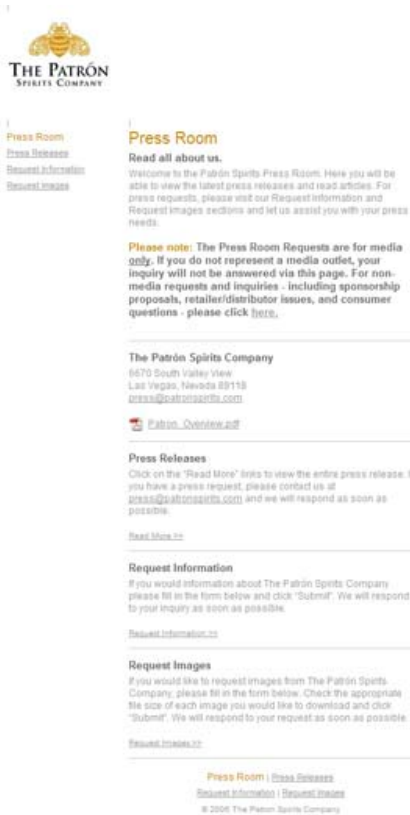 THE PATRÓN
SPIRITS COMPANY
Press Room
Press Releases
Request Information
Request Images
Press Room
Read all about us.
Welcome to the Patrón Spirits Press Room. Here you will be
able to view the latest press releases and read articles. For
press requests, please visit our Request Information and
Request Images sections and let us assist you with your press
needs.
Please note: The Press Room Requests are for media
only. If you do not represent a media outlet, your
inquiry will not be answered via this page. For non-
media requests and inquiries - including sponsorship
proposals, retailer/distributor issues, and consumer
questions - please click here.
The Patrón Spirits Company
6670 South Valley View
Las Vegas, Nevada 89118
press@patronspirits.com
Patron_Overview.pdf
Press Releases
Click on the "Read More" links to view the entire press release.
you have a press request, please contact us at
press@patronspirits.com and we will respond as soon as
possible.
Read More >>
Request Information
If you would information about The Patrón Spirits Company
please fill in the form below and click "Submit". We will respond
to your inquiry as soon as possible.
Request Information >>
Request Images
If you would like to request images from The Patrón Spirits
Company, please fill in the form below. Check the appropriate
file size of each image you would like to download and click
"Submit". We will respond to your request as soon as possible.
Request Images >>
Press Room | Press Releases
Request Information | Request Images
© 2006 The Patron Spirits Company